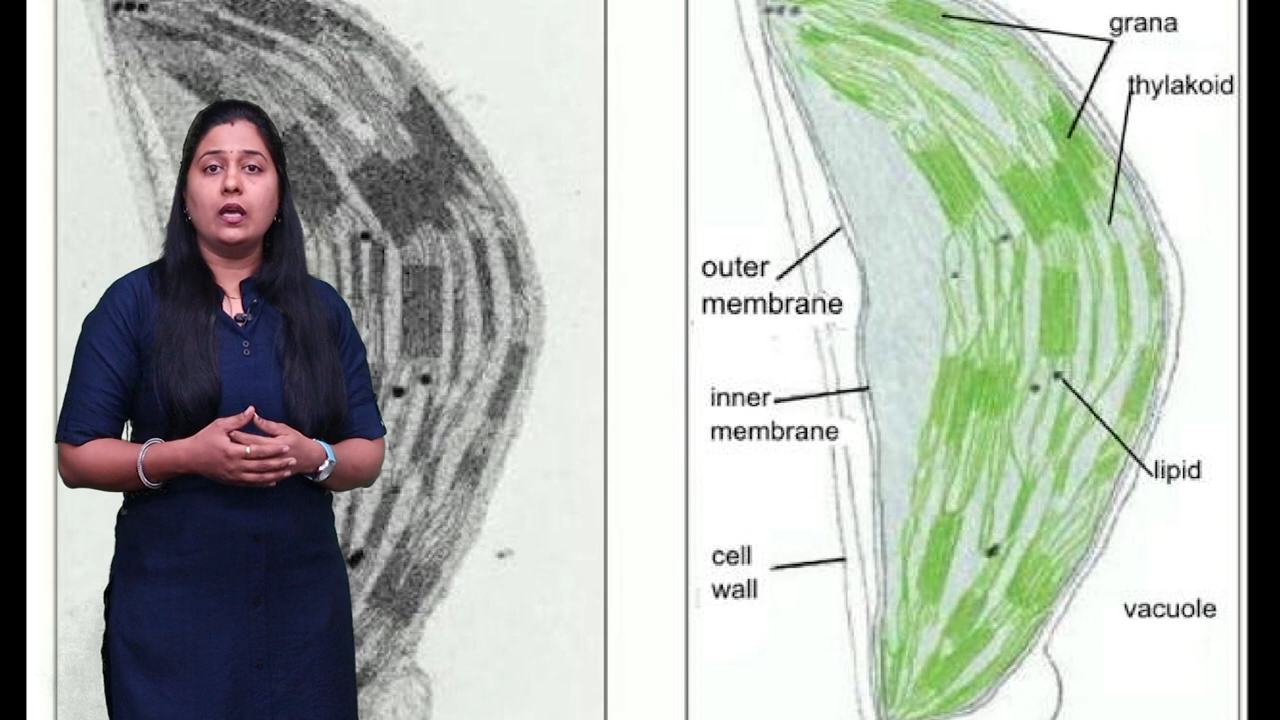 grana
thylakoid
outer
membrane
inner
membrane
lipid
cell
wall
vacuole